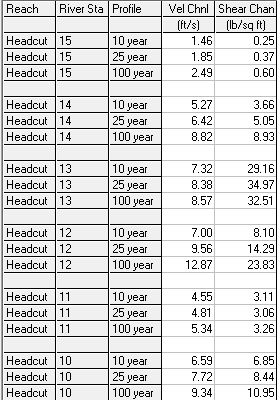 Reach River Sta Profile Vel Chnl Shear Chan
(ft/s) (lb/sq ft)
Headcut 15 10 year 1.46 0.25
Headcut 15 25 year 1.85 0.37
Headcut 15 100 year 2.49 0.60
Headcut 14 10 year 5.27 3.66
Headcut 14 25 year 6.42 5.05
Headcut 14 100 year 8.82 8.93
Headcut 13 10 year 7.32 29.16
Headcut 13 25 year 8.38 34.97
Headcut 13 100 year 8.57 32.51
Headcut 12 10 year 7.00 8.10
Headcut 12 25 year 9.56 14.29
Headcut 12 100 year 12.87 23.83
Headcut 11 10 year 4.55 3.11
Headcut 11 25 year 4.81 3.06
Headcut 11 100 year 5.34 3.26
Headcut 10 10 year 6.59 6.85
Headcut 10 25 year 7.72 8.44
Headcut 10 100 year 9.34 10.95